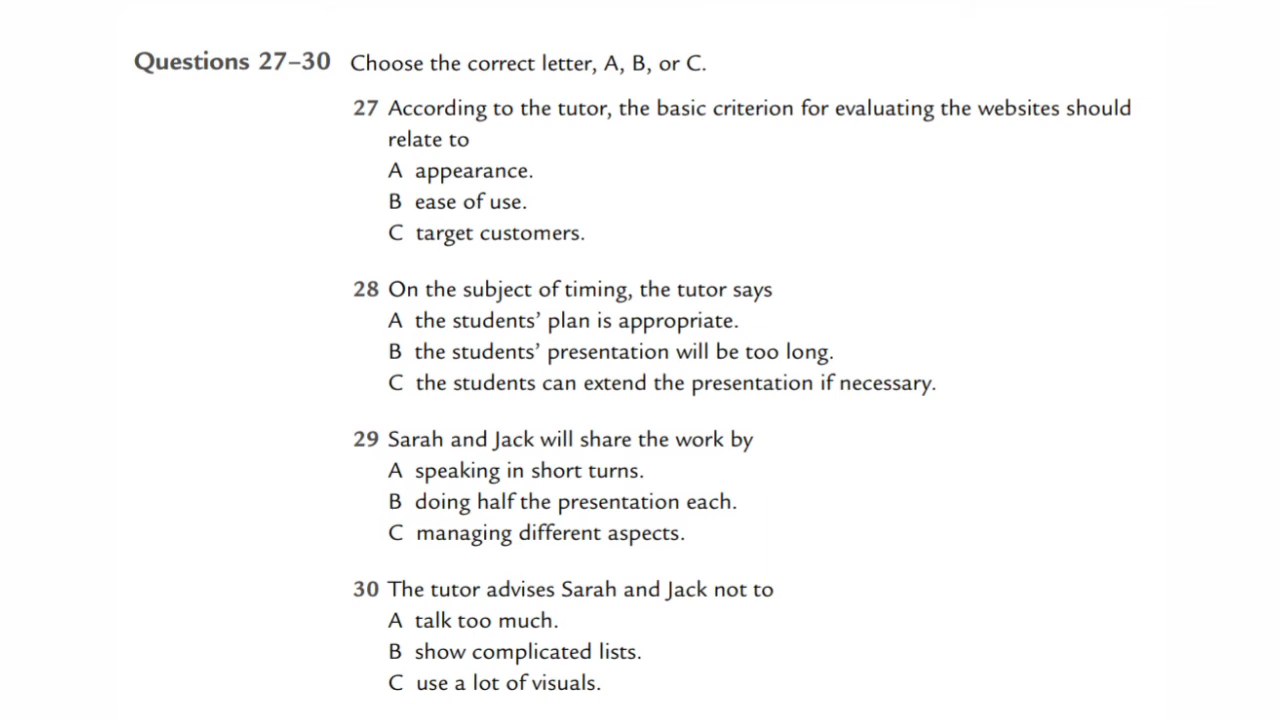 Questions 27–30 Choose the correct letter, A, B, or C.
27 According to the tutor, the basic criterion for evaluating the websites should
relate to
A appearance.
B ease of use.
C target customers.
28 On the subject of timing, the tutor says
A the students’ plan is appropriate.
B the students’ presentation will be too long.
C the students can extend the presentation if necessary.
29 Sarah and Jack will share the work by
A speaking in short turns.
B doing half the presentation each.
C managing different aspects.
30 The tutor advises Sarah and Jack not to
A talk too much.
B show complicated lists.
C use a lot of visuals.